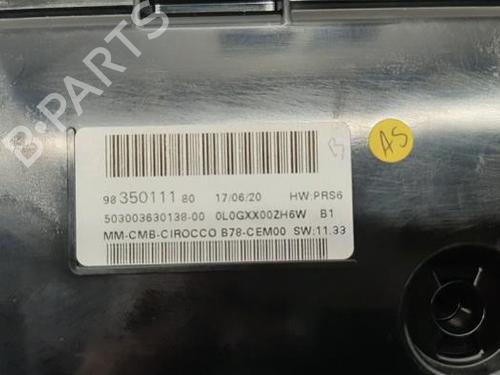 B-PARTS
98 350111 80 17/06/20 HW:PRS6
503003630138-00 0L0GXX00ZH6W B1
MM-CMB-CIROCCO B78-CEM00 SW:11.33
AS